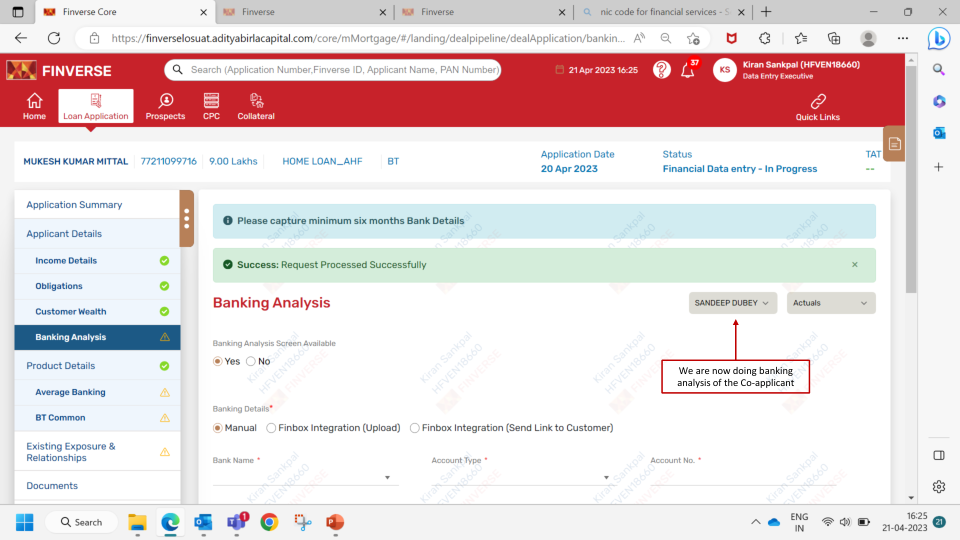 Finverse Core
Finverse
Finverse
nic code for financial services - S
https://finverselosuat.adityabirlacapital.com/core/mMortgage/#/landing/dealpipeline/dealApplication/bankin...
FINVERSE
Search (Application Number,Finverse ID, Applicant Name, PAN Number)
21 Apr 2023 16:25
37
KS
Kiran Sankpal (HFVEN18660)
Data Entry Executive
Home
Loan Application
Prospects
CPC
Collateral
Quick Links
MUKESH KUMAR MITTAL
77211099716
9.00 Lakhs
HOME LOAN_AHF
BT
Application Date
20 Apr 2023
Status
Financial Data entry - In Progress
TAT
--
Application Summary
Applicant Details
Income Details
Obligations
Customer Wealth
Banking Analysis
Product Details
Average Banking
BT Common
Existing Exposure &
Relationships
Documents
Please capture minimum six months Bank Details
Success: Request Processed Successfully
Banking Analysis
SANDEEP DUBEY
Actuals
We are now doing banking
analysis of the Co-applicant
Banking Analysis Screen Available
Yes
No
Banking Details*
Manual
Finbox Integration (Upload)
Finbox Integration (Send Link to Customer)
Bank Name *
Account Type *
Account No. *
Kiran Sankpal
HFVEN18660
FINVERSE
Search
1
ENG
IN
16:25
21-04-2023
21